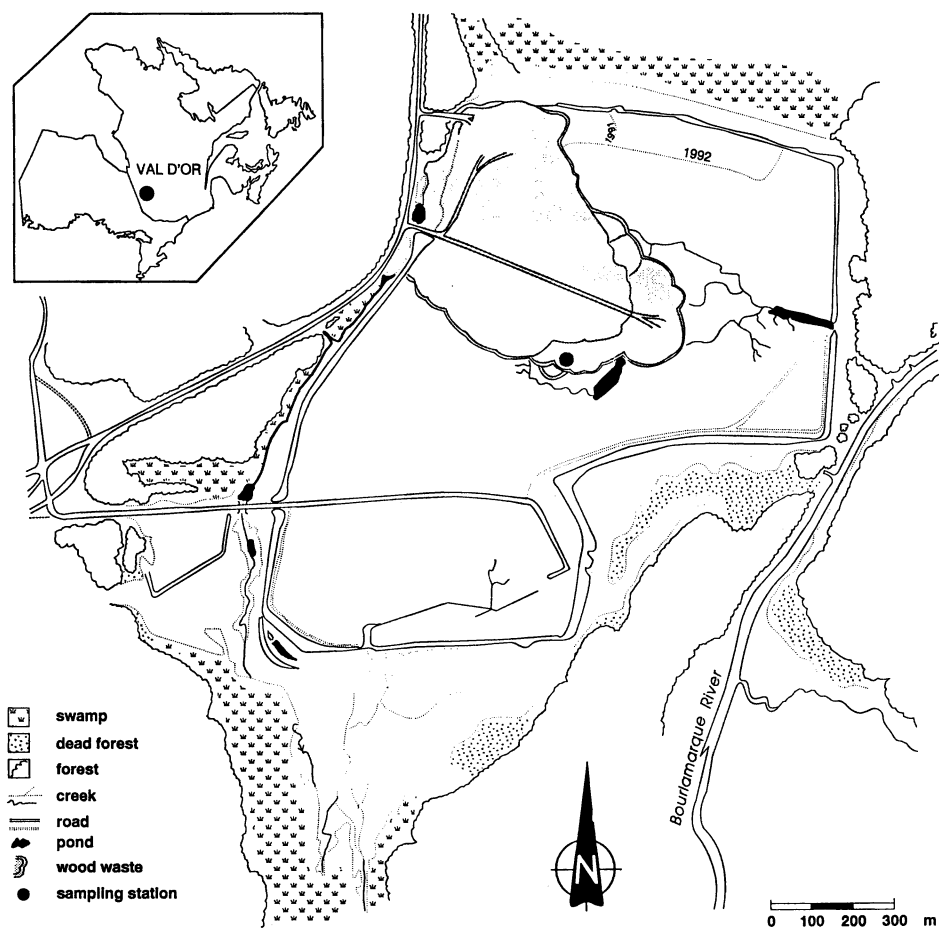 VAL D'OR
1991
1992
Bourlamarque River
swamp
dead forest
forest
creek
road
pond
wood waste
sampling station
N
0 100 200 300 m